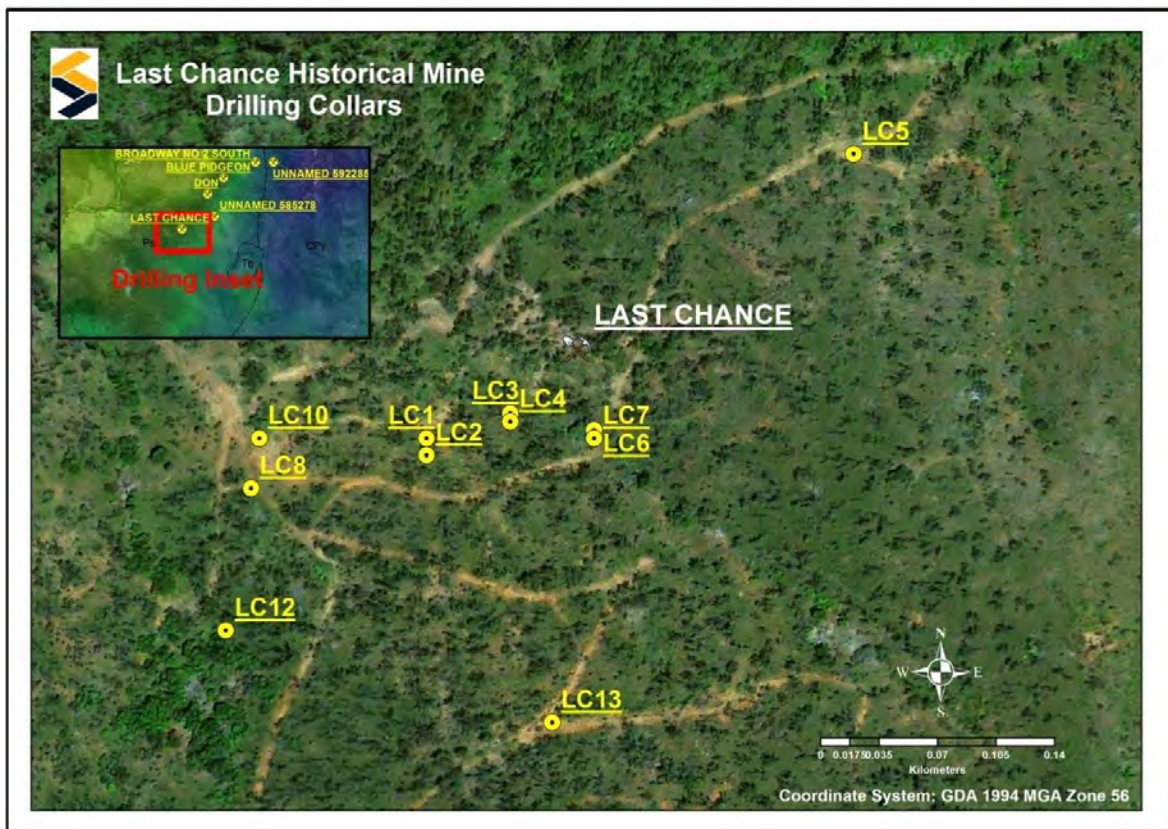 Last Chance Historical Mine
Drilling Collars
BROADWAY NO 2 SOUTH
BLUE PIDGEON
UNNAMED 592285
DON
UNNAMED 585278
LAST CHANCE
CPy
Tb
Drilling Inset
LC5
LAST CHANCE
LC3
LC4
LC10
LC1
LC7
LC2
LC6
LC8
LC12
LC13
N
W
E
S
0 0.0175 0.035 0.07 0.105 0.14
Kilometers
Coordinate System: GDA 1994 MGA Zone 56